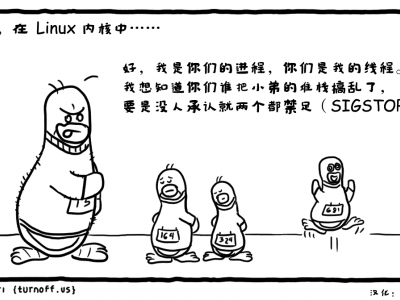 ，在 Linux 内核中……
好，我是你们的进程，你们是我的线程。
我想知道你们谁把小弟的堆栈搞乱了，
要是没人承认就两个都禁足（SIGSTOP
5
164
324
681
{turnoff.us}
汉化：